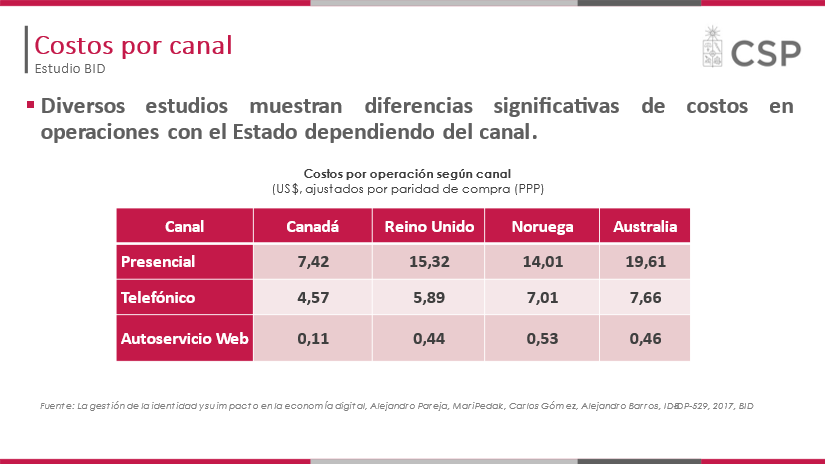 Costos por canal
Estudio BID
CSP
▪ Diversos estudios muestran diferencias significativas de costos en
operaciones con el Estado dependiendo del canal.
Costos por operación según canal
(US$, ajustados por paridad de compra (PPP)
Canal Canadá Reino Unido Noruega Australia
Presencial 7,42 15,32 14,01 19,61
Telefónico 4,57 5,89 7,01 7,66
Autoservicio Web 0,11 0,44 0,53 0,46
Fuente: La gestión de la identidad y su impacto en la economía digital, Alejandro Pareja, MariPedak, Carlos Gómez, Alejandro Barros, IDB-DP-529, 2017, BID